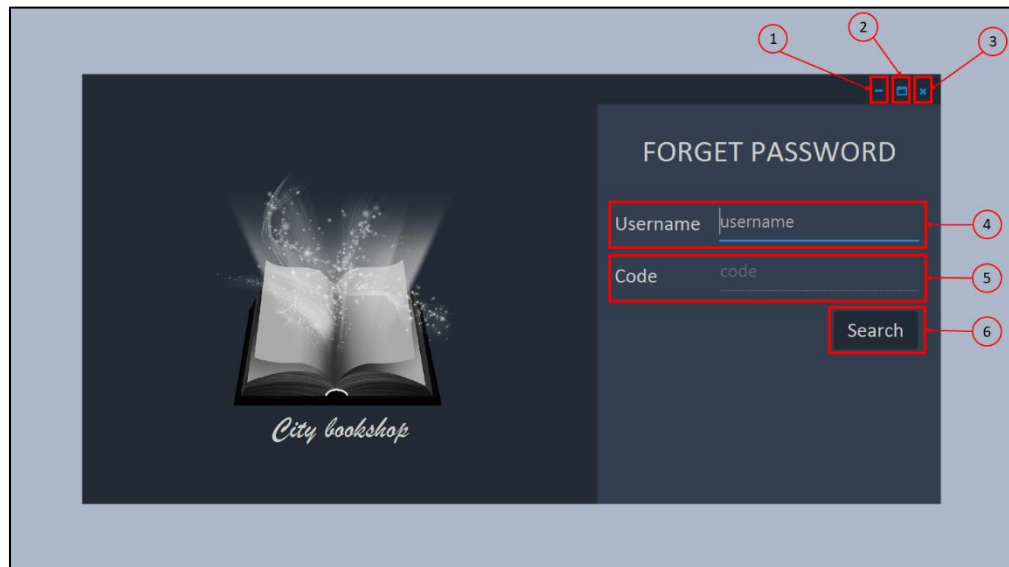 1
2
3
FORGET PASSWORD
Username username
4
Code code
5
Search
6
City bookshop